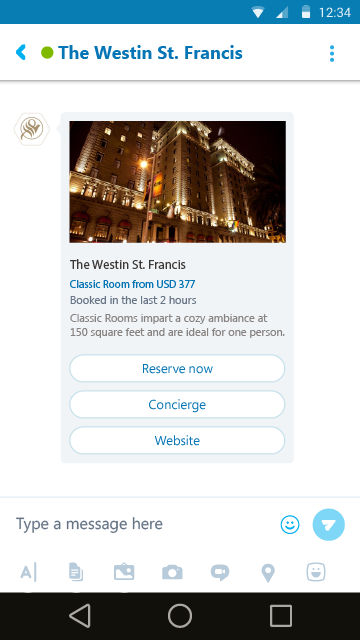 12:34
The Westin St. Francis
The Westin St. Francis
Classic Room from USD 377
Booked in the last 2 hours
Classic Rooms impart a cozy ambiance at
150 square feet and are ideal for one person.
Reserve now
Concierge
Website
Type a message here
A